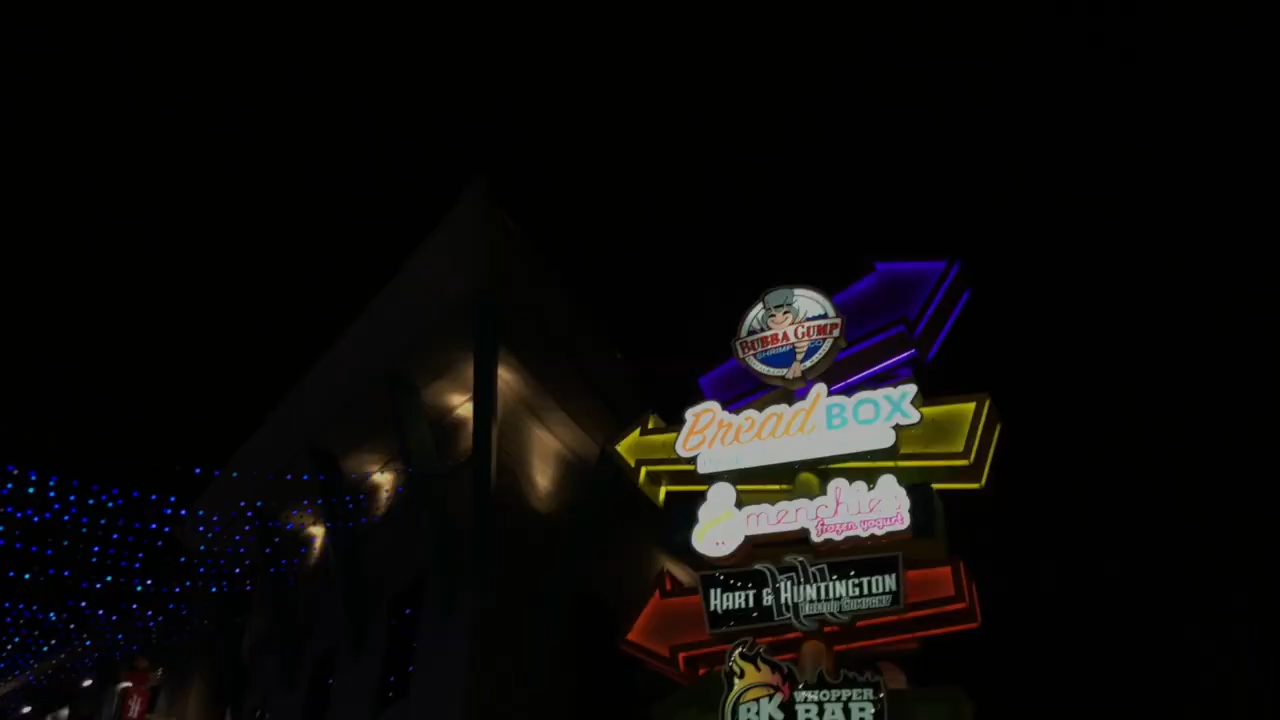 BUBBA GUMP
SHRIMP CO
Bread BOX
menchie's
frozen yogurt
HART & HUNTINGTON
TATTOO COMPANY
BK WHOPPER
BAR